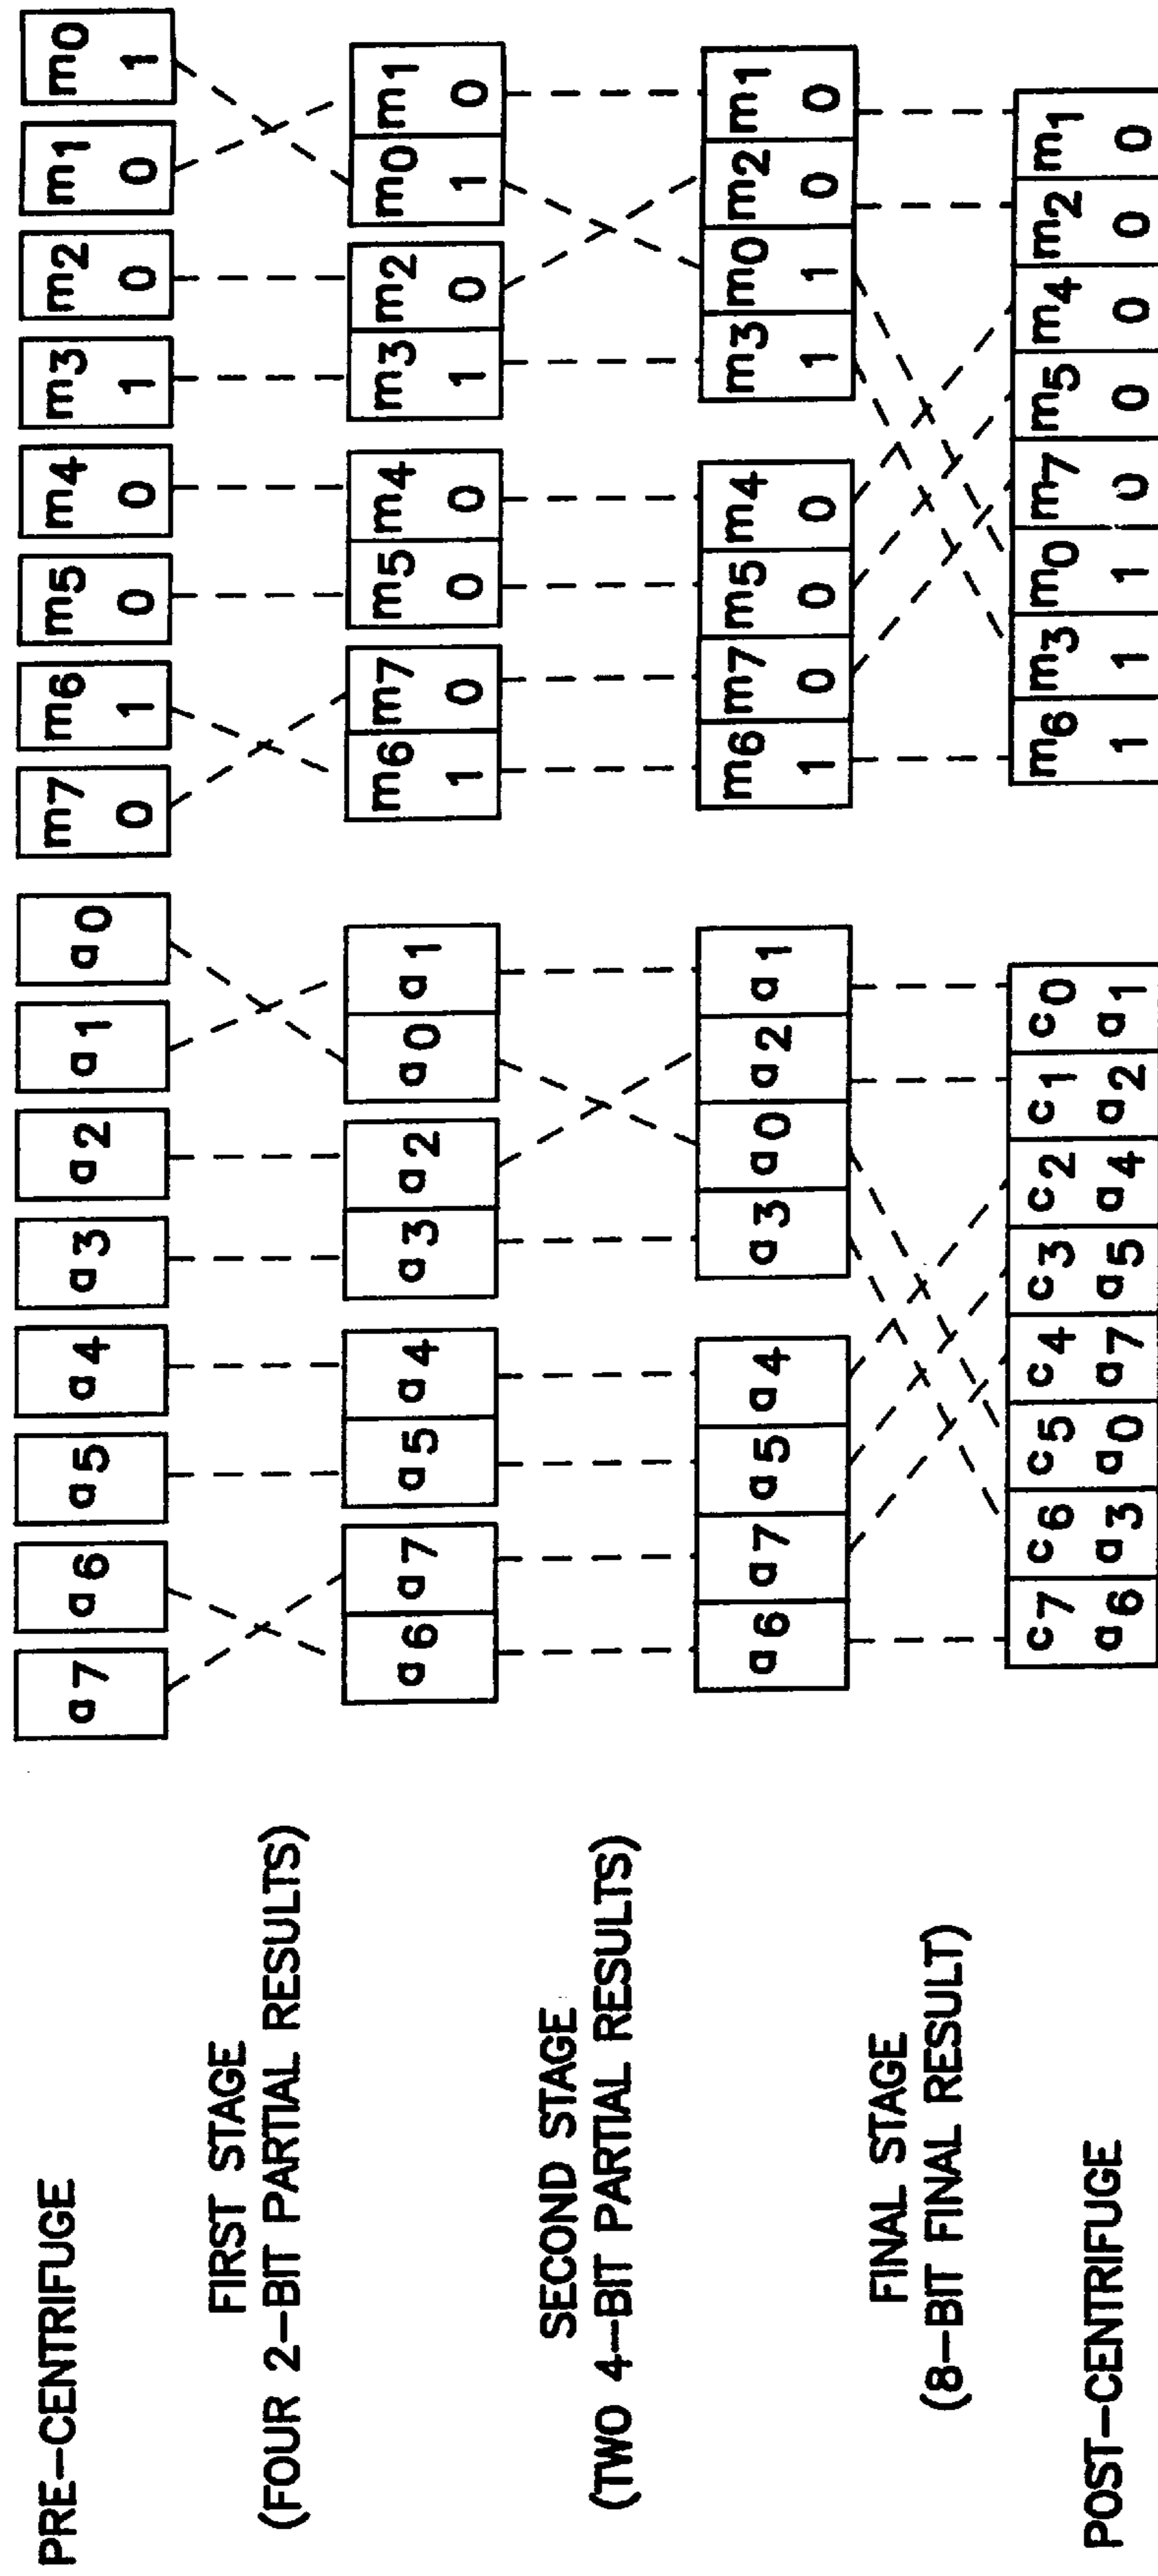 PRE-CENTRIFUGE
a7 a6 a5 a4 a3 a2 a1 a0
m7 m6 m5 m4 m3 m2 m1 m0
0 1 0 0 1 0 0 1
FIRST STAGE
(FOUR 2-BIT PARTIAL RESULTS)
a6 a7 a5 a4 a3 a2 a0 a1
m6 m7 m5 m4 m3 m2 m0 m1
1 0 0 0 1 0 1 0
SECOND STAGE
(TWO 4-BIT PARTIAL RESULTS)
a6 a7 a5 a4 a3 a0 a2 a1
m6 m7 m5 m4 m3 m0 m2 m1
1 0 0 0 1 1 0 0
FINAL STAGE
(8-BIT FINAL RESULT)
POST-CENTRIFUGE
c7 c6 c5 c4 c3 c2 c1 c0
a6 a3 a0 a7 a5 a4 a2 a1
m6 m3 m0 m7 m5 m4 m2 m1
1 1 1 0 0 0 0 0